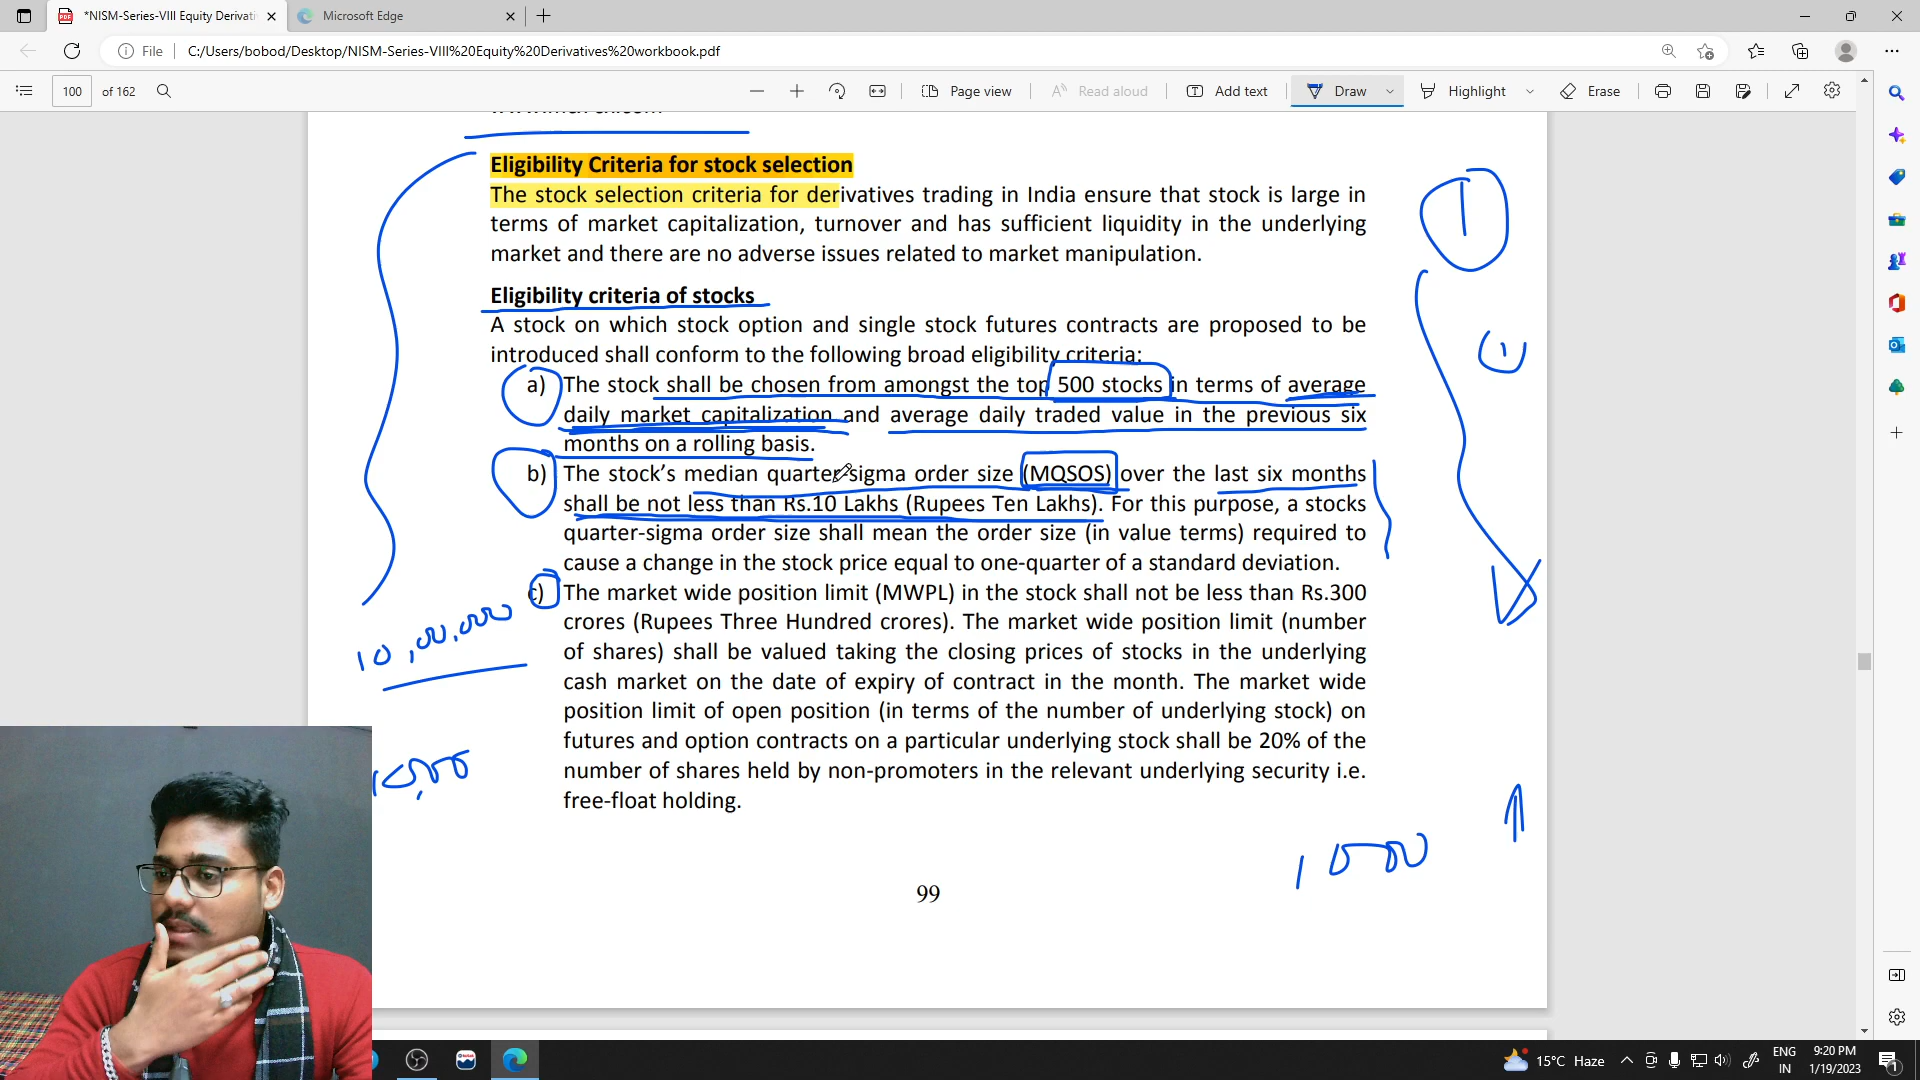 *NISM-Series-VIII Equity Derivati
Microsoft Edge
File
C:/Users/bobod/Desktop/NISM-Series-VIII%20Equity%20Derivatives%20workbook.pdf
100 of 162
Page view
Read aloud
Add text
Draw
Highlight
Erase
Eligibility Criteria for stock selection
The stock selection criteria for derivatives trading in India ensure that stock is large in
terms of market capitalization, turnover and has sufficient liquidity in the underlying
market and there are no adverse issues related to market manipulation.
Eligibility criteria of stocks
A stock on which stock option and single stock futures contracts are proposed to be
introduced shall conform to the following broad eligibility criteria:
a) The stock shall be chosen from amongst the top 500 stocks in terms of average
daily market capitalization and average daily traded value in the previous six
months on a rolling basis.
b) The stock's median quarter-sigma order size (MQSOS) over the last six months
shall be not less than Rs.10 Lakhs (Rupees Ten Lakhs). For this purpose, a stocks
quarter-sigma order size shall mean the order size (in value terms) required to
cause a change in the stock price equal to one-quarter of a standard deviation.
c) The market wide position limit (MWPL) in the stock shall not be less than Rs.300
crores (Rupees Three Hundred crores). The market wide position limit (number
of shares) shall be valued taking the closing prices of stocks in the underlying
cash market on the date of expiry of contract in the month. The market wide
position limit of open position (in terms of the number of underlying stock) on
futures and option contracts on a particular underlying stock shall be 20% of the
number of shares held by non-promoters in the relevant underlying security i.e.
free-float holding.
10,00,000
1
1
99
15°C Haze
ENG
IN
9:20 PM
1/19/2023
1